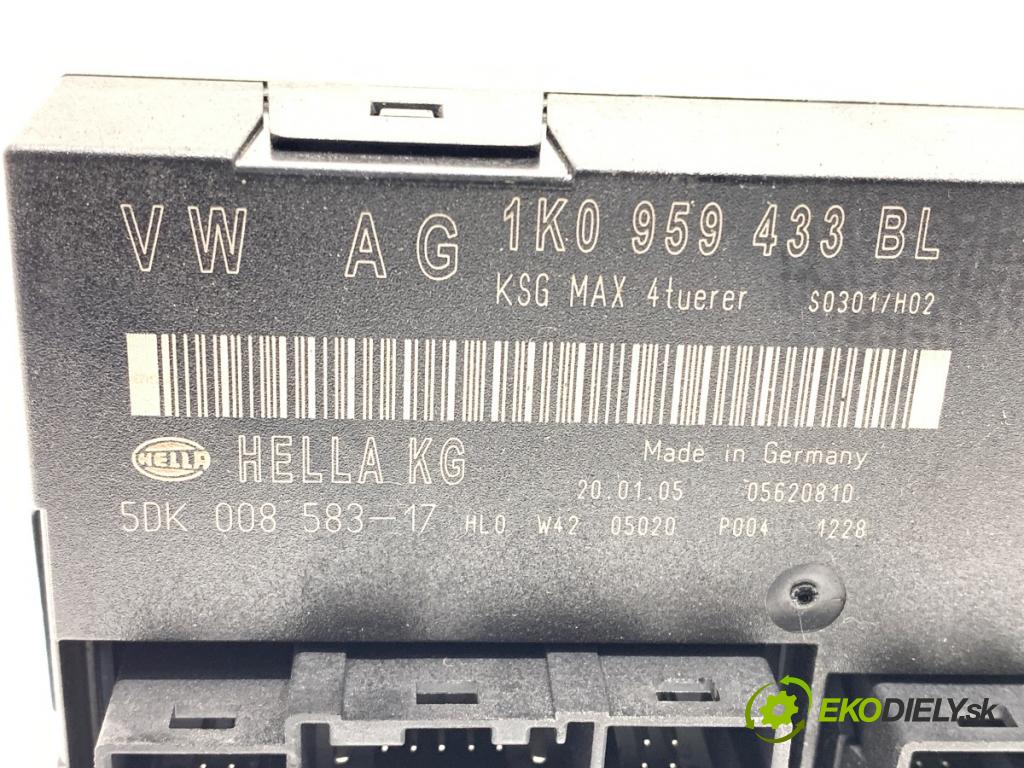 VW AG 1K0 959 433 BL
KSG MAX 4tuerer S0301/H02
HELLA HELLA KG Made in Germany
20.01.05 05620810
5DK 008 583-17 HLO W42 05020 P004 1228
EKODIELY.sk